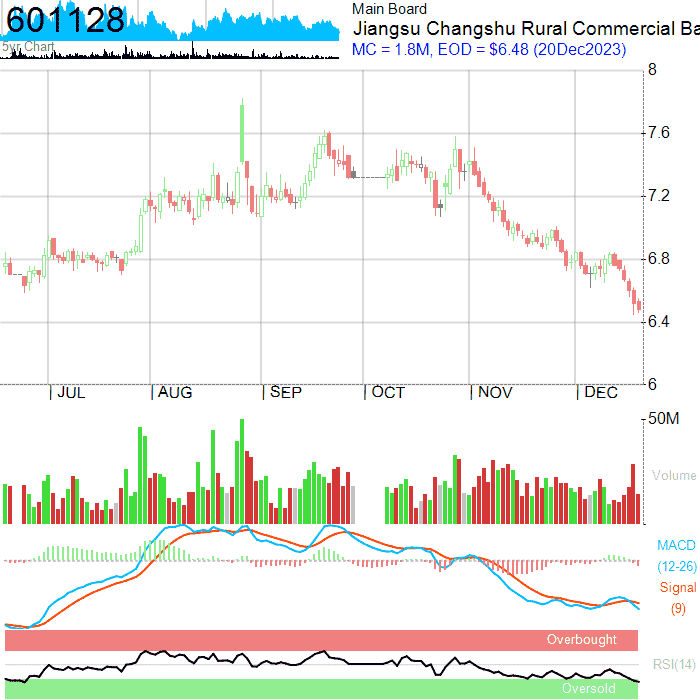 601128
5yr Chart
Main Board
Jiangsu Changshu Rural Commercial Ba
MC = 1.8M, EOD = $6.48 (20Dec2023)
8
7.6
7.2
6.8
6.4
6
JUL AUG SEP OCT NOV DEC
50M
Volume
MACD
(12-26)
Signal
(9)
Overbought
RSI(14)
Oversold